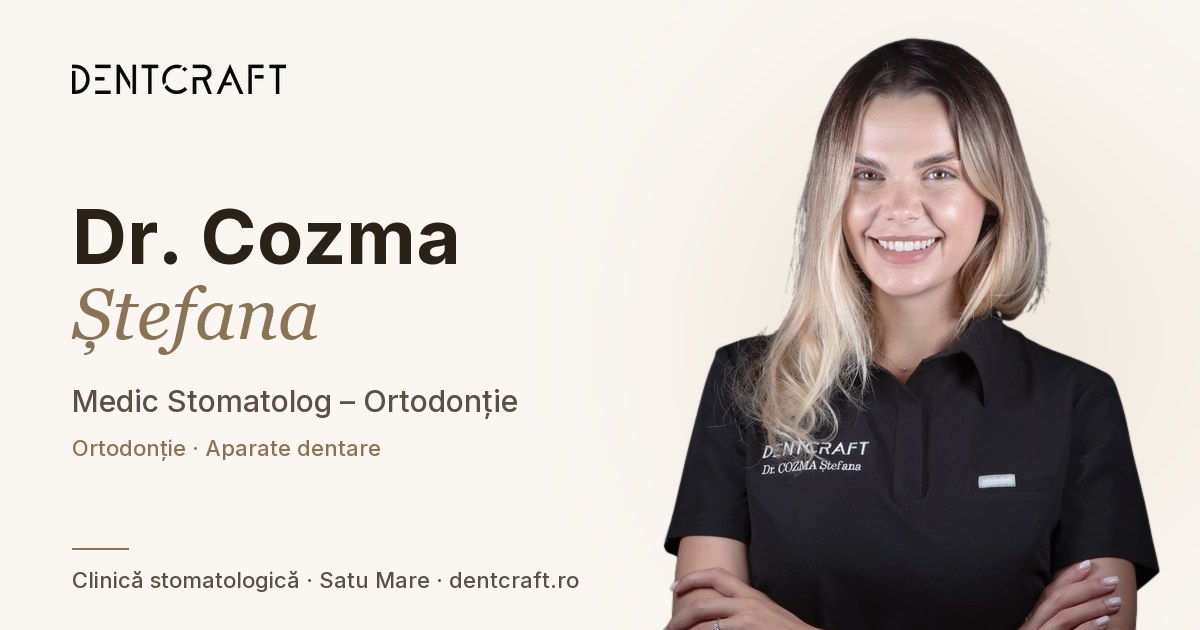 DENTCRAFT
Dr. Cozma
Ștefana
Medic Stomatolog – Ortodonție
Ortodonție · Aparate dentare
Clinică stomatologică · Satu Mare · dentcraft.ro
DENTCRAFT
Dr. COZMA Ștefana